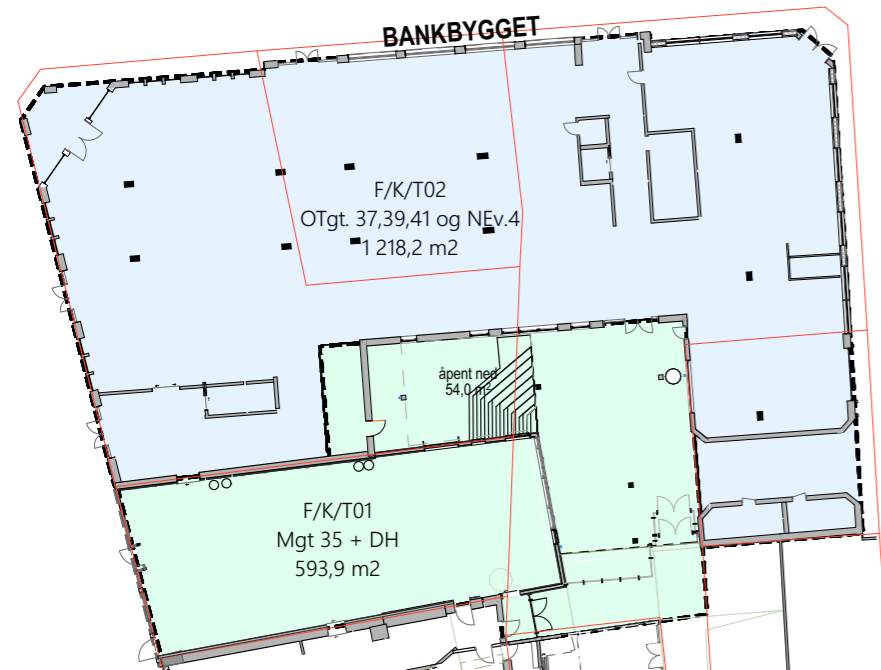 BANKBYGGET
F/K/T02
OTgt. 37,39,41 og NEv.4
1 218,2 m2
åpent ned
54,0 m²
F/K/T01
Mgt 35 + DH
593,9 m2